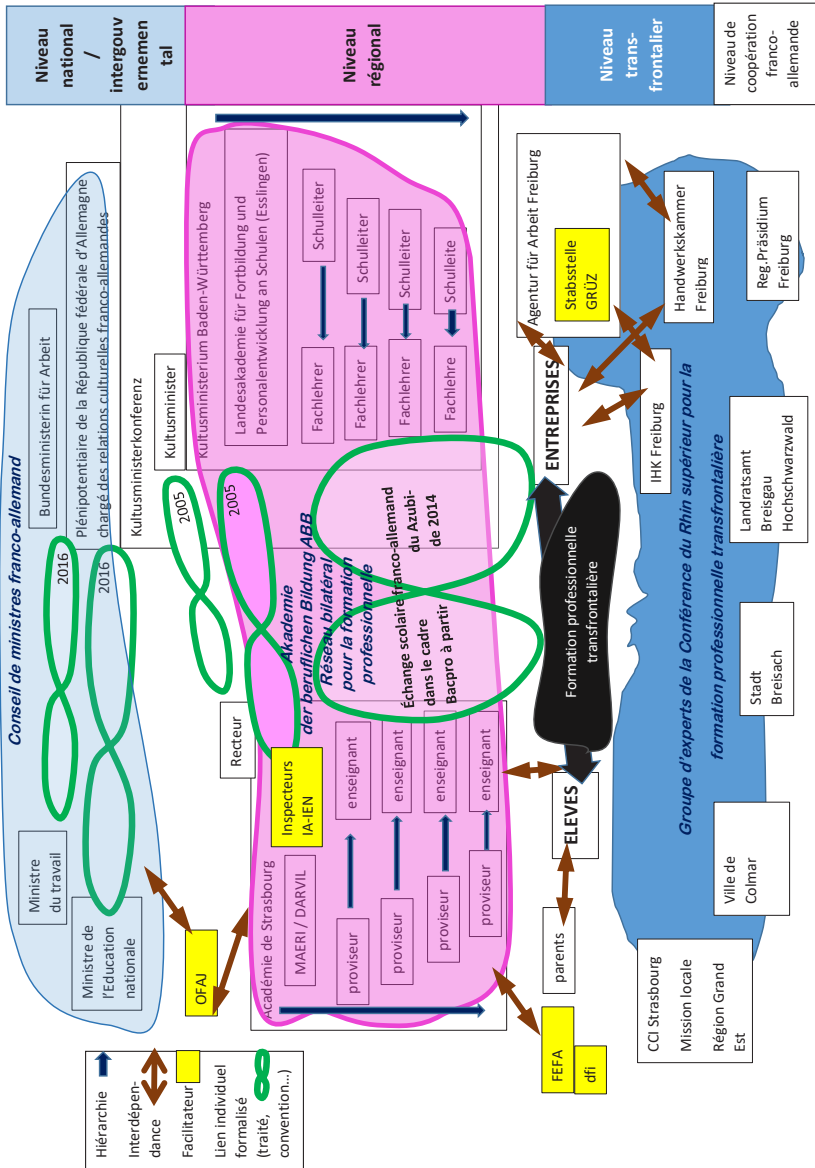 Conseil de ministres franco-allemand
Ministre
du travail
Ministre de
l'Education
nationale
2016
2016
Bundesministerin für Arbeit
Plénipotentiaire de la République fédérale d'Allemagne
chargé des relations culturelles franco-allemandes
Niveau
national
/
intergouv
ernemen
tal
OFAJ
Recteur
2005
Kultusministerkonferenz
Kultusminister
Académie de Strasbourg
MAERI / DARVIL
Inspecteurs
IA-IEN
2005
Kultusministerium Baden-Württemberg
Landesakademie für Fortbildung und
Personalentwicklung an Schulen (Esslingen)
Akademie
der beruflichen Bildung ABB
Réseau bilatéral
pour la formation
professionnelle
proviseur
enseignant
proviseur
enseignant
proviseur
enseignant
proviseur
enseignant
Échange scolaire franco-allemand
dans le cadre du Azubi-
Bacpro à partir de 2014
Fachlehrer
Schulleiter
Fachlehrer
Schulleiter
Fachlehrer
Schulleiter
Fachlehre
Schulleite
Niveau
régional
FEFA
dfi
parents
ELEVES
Formation professionnelle
transfrontalière
ENTREPRISES
Agentur für Arbeit Freiburg
Stabsstelle
GRÜZ
IHK Freiburg
Handwerkskammer
Freiburg
Niveau
trans-
frontalier
Groupe d'experts de la Conférence du Rhin supérieur pour la
formation professionnelle transfrontalière
CCI Strasbourg
Mission locale
Région Grand
Est
Ville de
Colmar
Stadt
Breisach
Landratsamt
Breisgau
Hochschwarzwald
Reg.Präsidium
Freiburg
Niveau de
coopération
franco-
allemande
Hiérarchie
Interdépen-
dance
Facilitateur
Lien individuel
formalisé
(traité,
convention...)